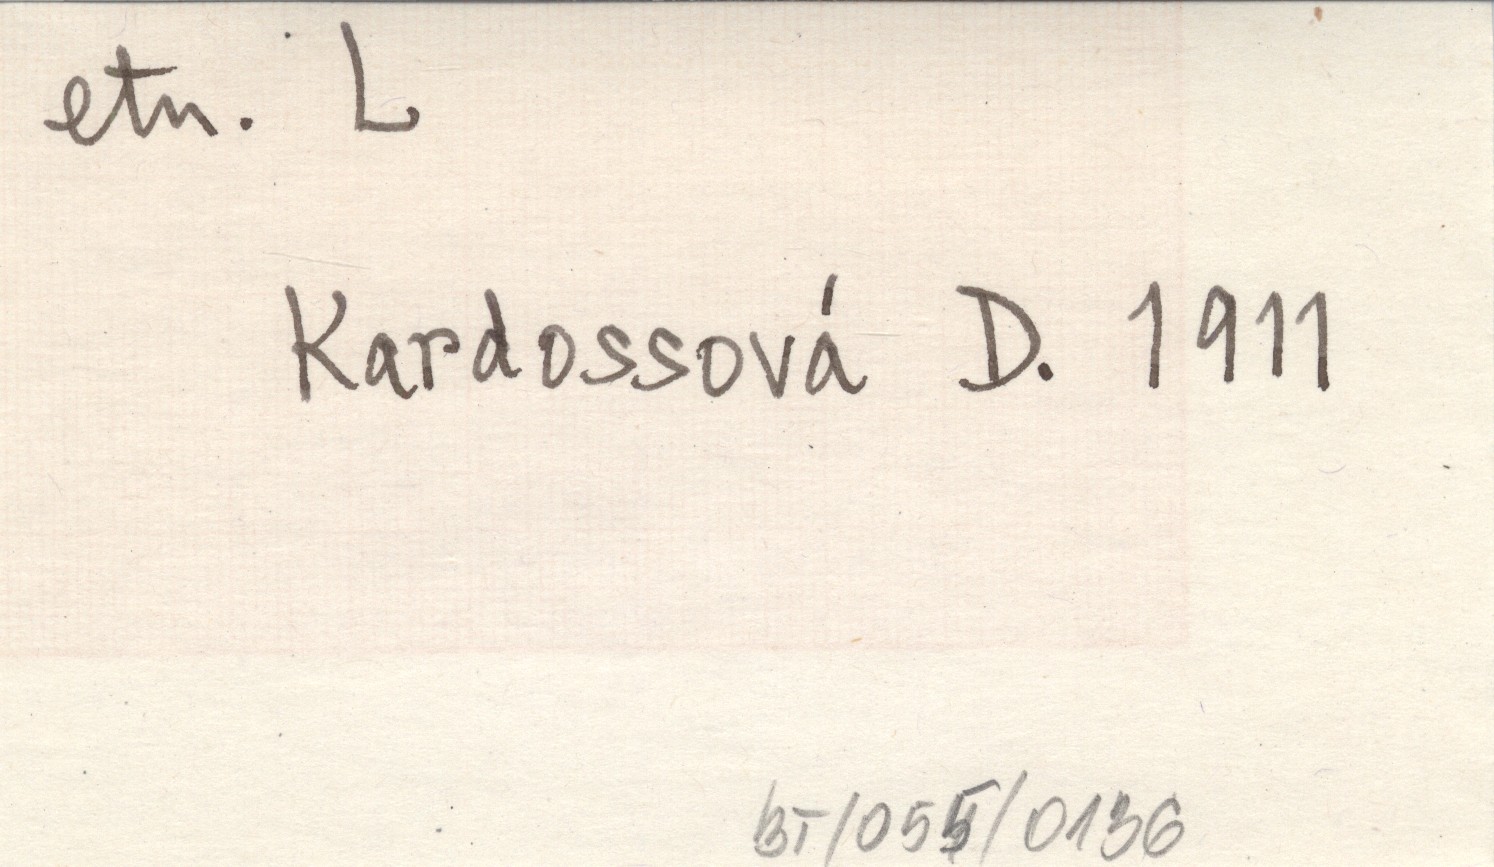 etn. L
Kardossová D. 1911
BT/055/0136